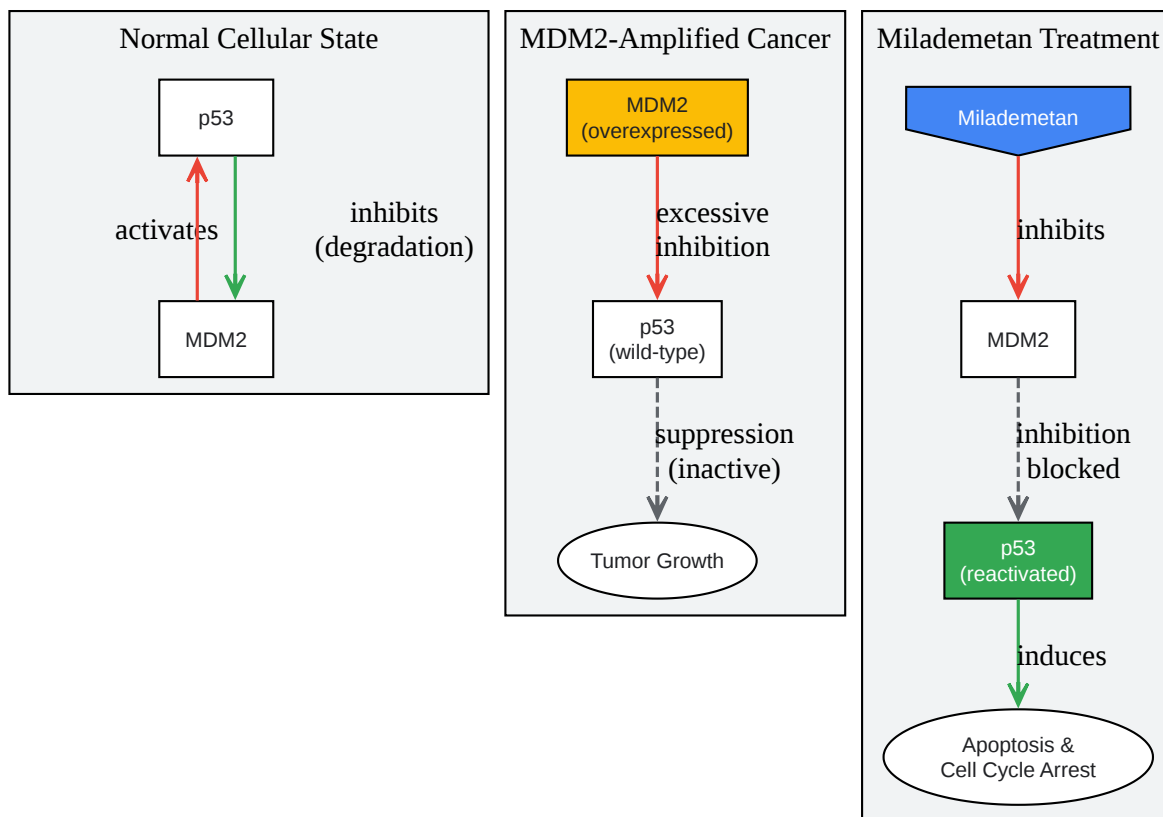 Normal Cellular State
p53
activates
inhibits
(degradation)
MDM2
MDM2-Amplified Cancer
MDM2
(overexpressed)
excessive
inhibition
p53
(wild-type)
suppression
(inactive)
Tumor Growth
Milademetan Treatment
Milademetan
inhibits
MDM2
inhibition
blocked
p53
(reactivated)
induces
Apoptosis &
Cell Cycle Arrest